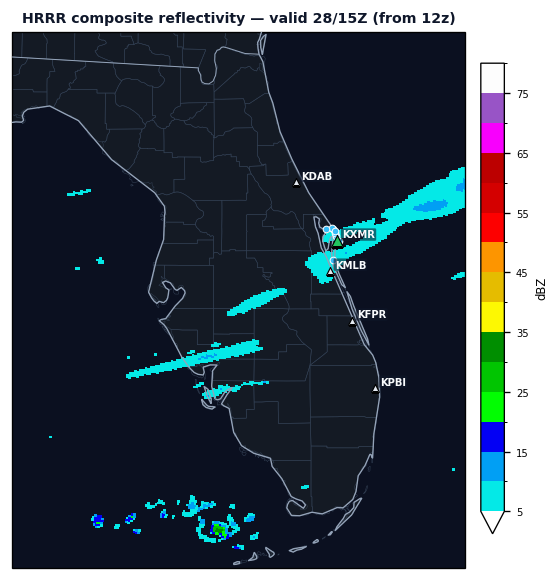 HRRR composite reflectivity — valid 28/15Z (from 12z)
KDAB
KXMR
KMLB
KFPR
KPBI
75
65
55
45
35
25
15
5
dBZ